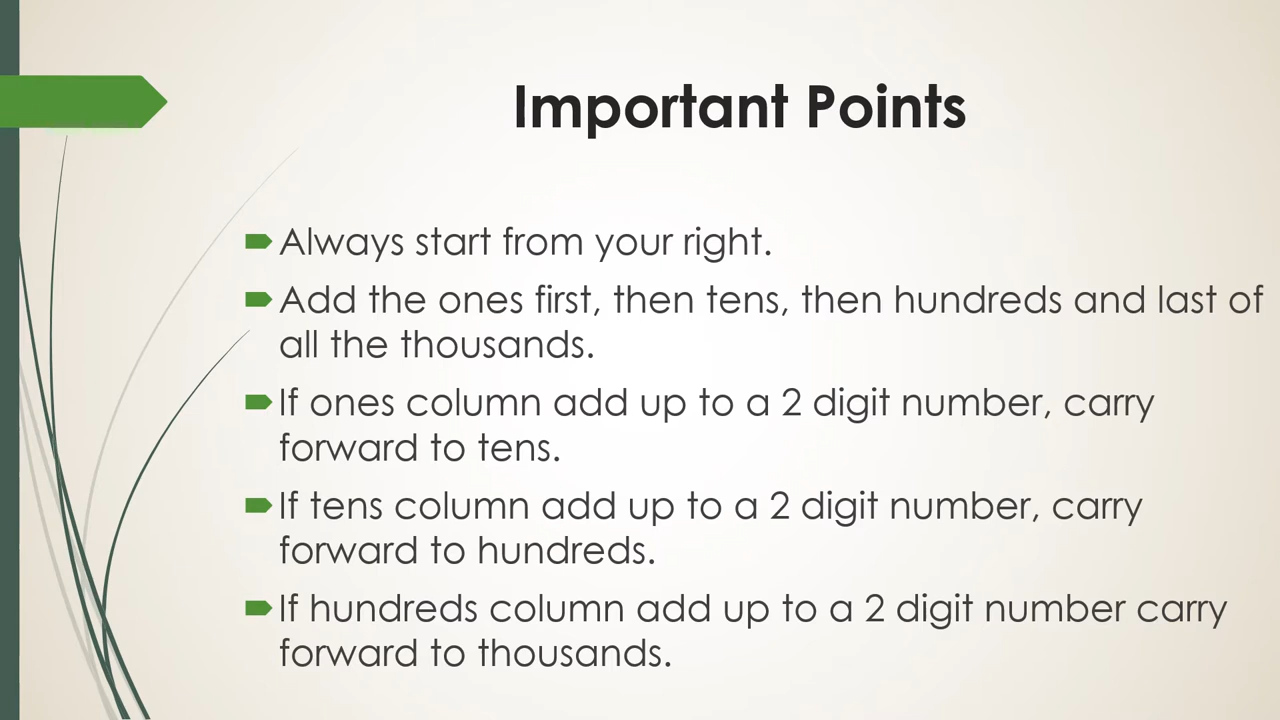 Important Points
Always start from your right.
Add the ones first, then tens, then hundreds and last of
all the thousands.
If ones column add up to a 2 digit number, carry
forward to tens.
If tens column add up to a 2 digit number, carry
forward to hundreds.
If hundreds column add up to a 2 digit number carry
forward to thousands.